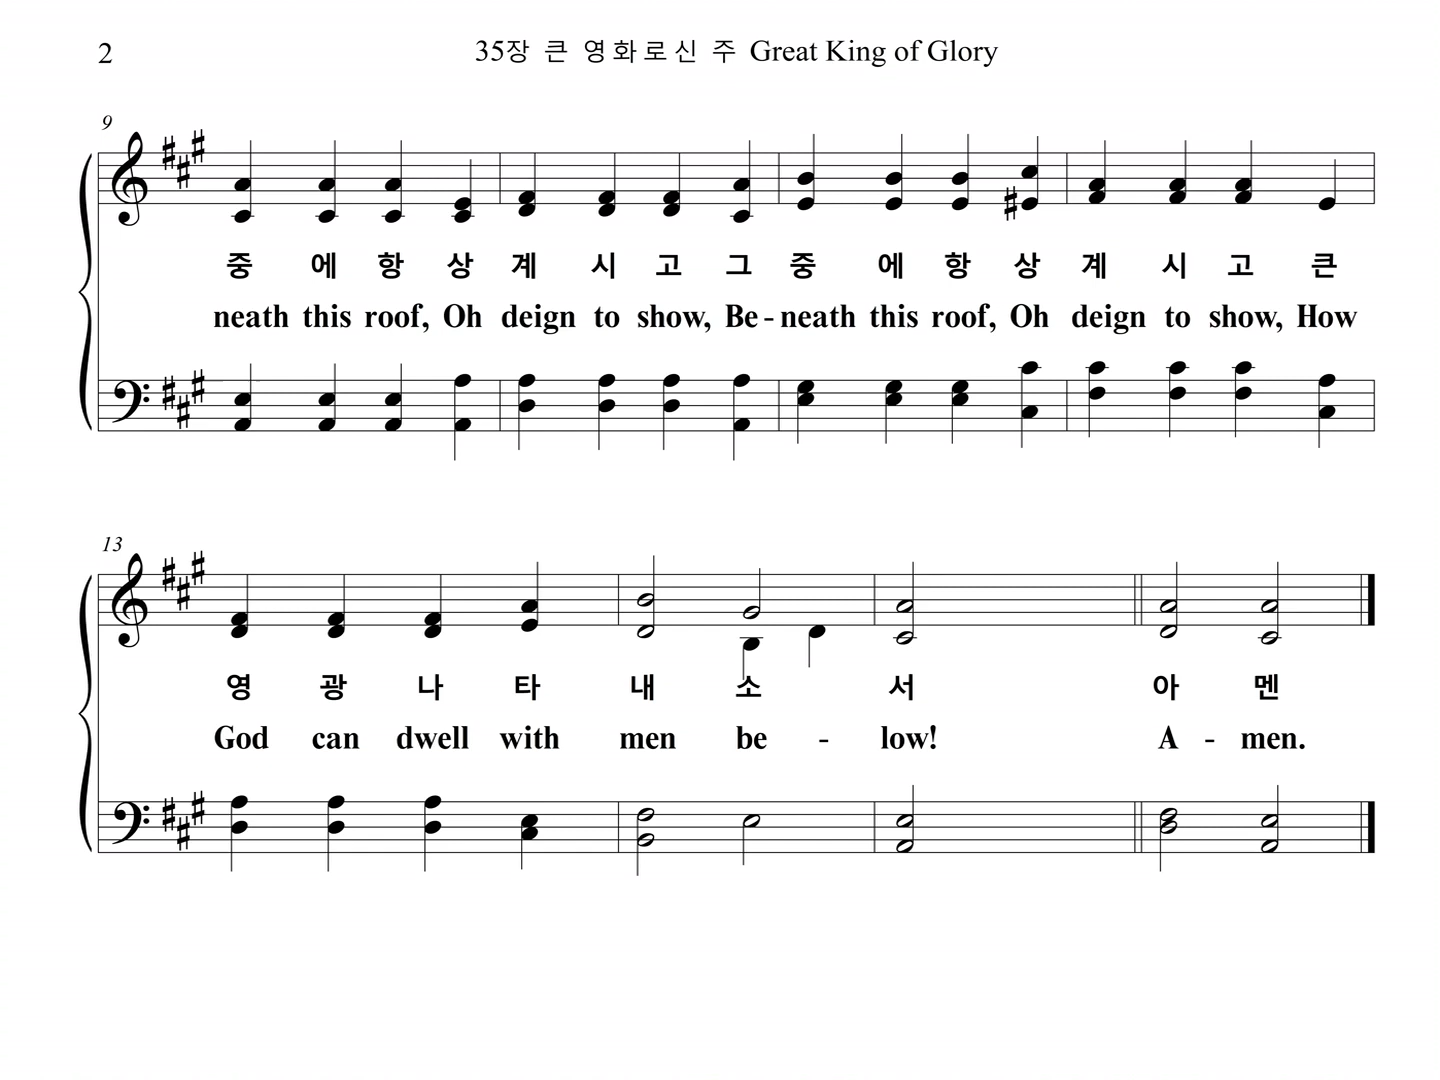 2
35장 큰 영화로신 주 Great King of Glory
9
중 에 항 상 계 시 고 그 중 에 항 상 계 시 고 큰
neath this roof, Oh deign to show, Be - neath this roof, Oh deign to show, How
13
영 광 나 타 내 소 서 아 멘
God can dwell with men be - low! A - men.